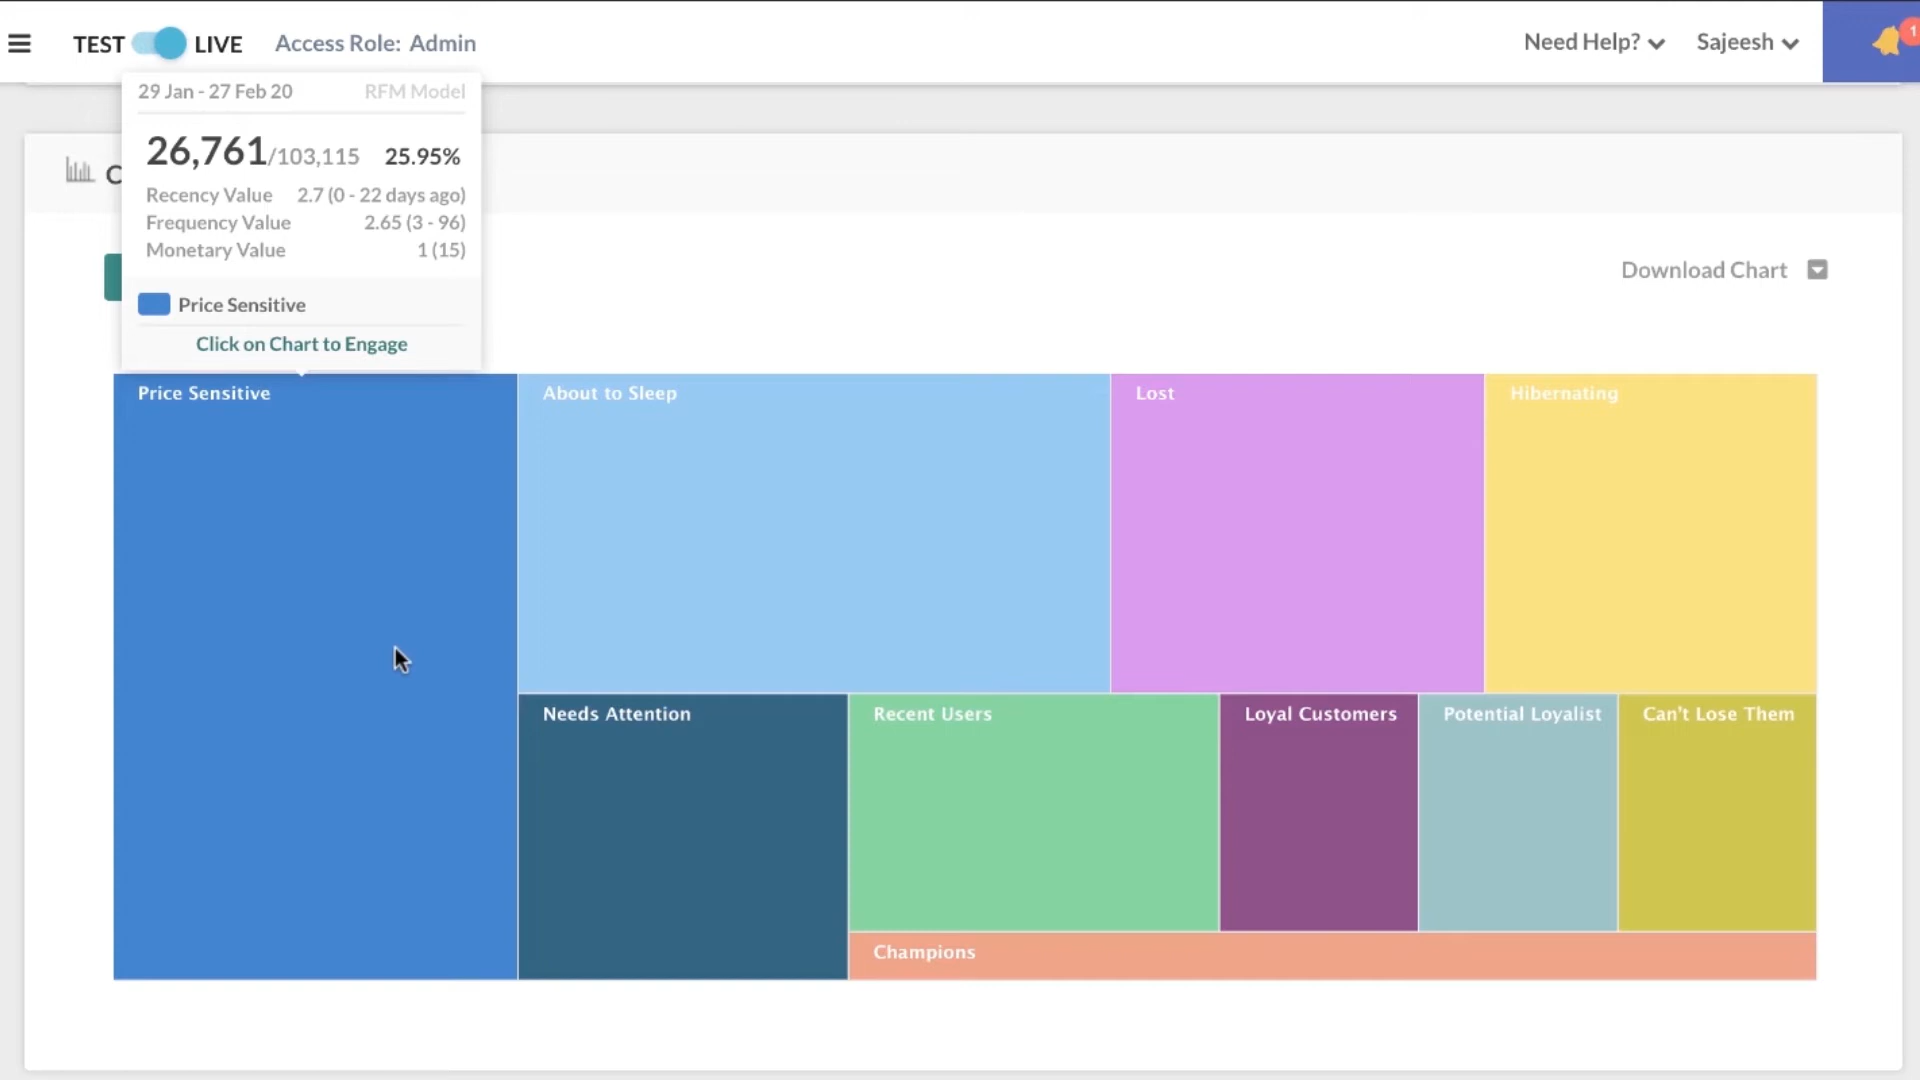 TEST LIVE Access Role: Admin Need Help? Sajeesh 1
29 Jan - 27 Feb 20 RFM Model
26,761/103,115 25.95%
Recency Value 2.7 (0 - 22 days ago)
Frequency Value 2.65 (3 - 96)
Monetary Value 1 (15)
Price Sensitive
Click on Chart to Engage
C
Download Chart
Price Sensitive About to Sleep Lost Hibernating
Needs Attention Recent Users Loyal Customers Potential Loyalist Can't Lose Them
Champions